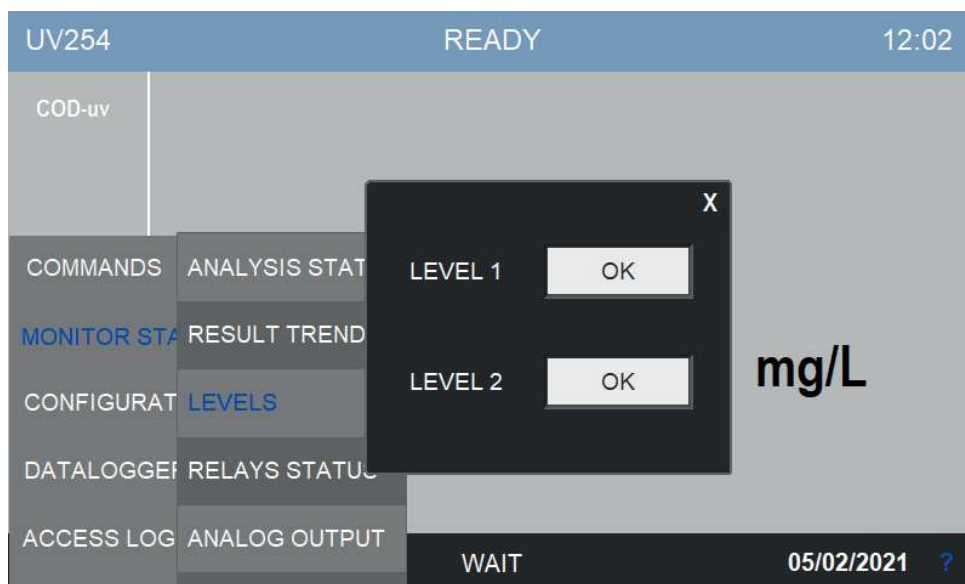 UV254 READY 12:02
COD-uv
X
COMMANDS ANALYSIS STAT LEVEL 1 OK
MONITOR STA RESULT TREND
CONFIGURAT LEVELS LEVEL 2 OK mg/L
DATALOGGER RELAYS STATUS
ACCESS LOG ANALOG OUTPUT
WAIT 05/02/2021 ?